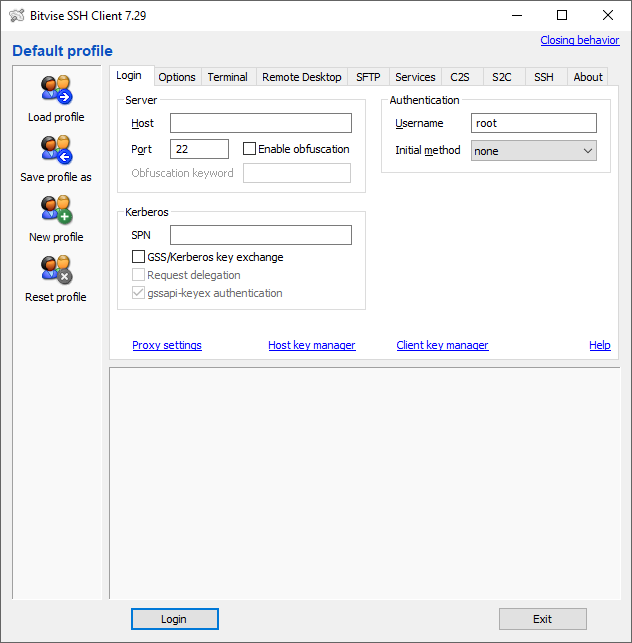 Bitvise SSH Client 7.29
Default profile
Closing behavior
Load profile
Save profile as
New profile
Reset profile
Login Options Terminal Remote Desktop SFTP Services C2S S2C SSH About
Server
Host
Port 22 Enable obfuscation
Obfuscation keyword
Authentication
Username root
Initial method none
Kerberos
SPN
GSS/Kerberos key exchange
Request delegation
gssapi-keyex authentication
Proxy settings Host key manager Client key manager Help
Login Exit